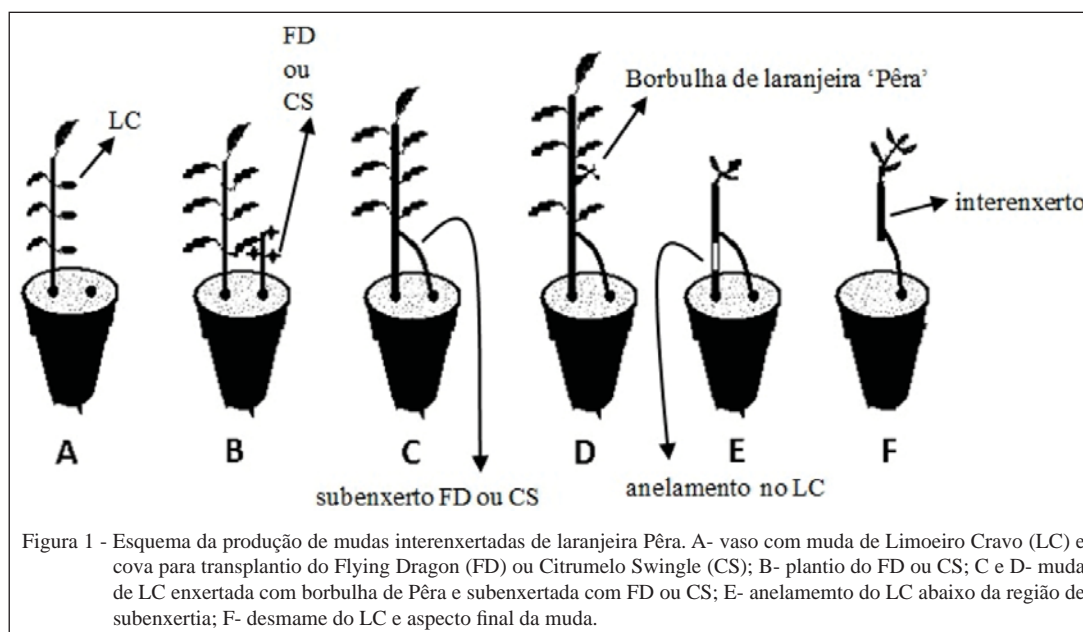 FD
ou
CS
LC
Borbulha de laranjeira ‘Pêra’
interenxerto
A
B
C
D
E
F
subenxerto FD ou CS
anelamento no LC
Figura 1 - Esquema da produção de mudas interenxertadas de laranjeira Pêra. A- vaso com muda de Limoeiro Cravo (LC) e
cova para transplantio do Flying Dragon (FD) ou Citrumelo Swingle (CS); B- plantio do FD ou CS; C e D- muda
de LC enxertada com borbulha de Pêra e subenxertada com FD ou CS; E- anelamemto do LC abaixo da região de
subenxertia; F- desmame do LC e aspecto final da muda.